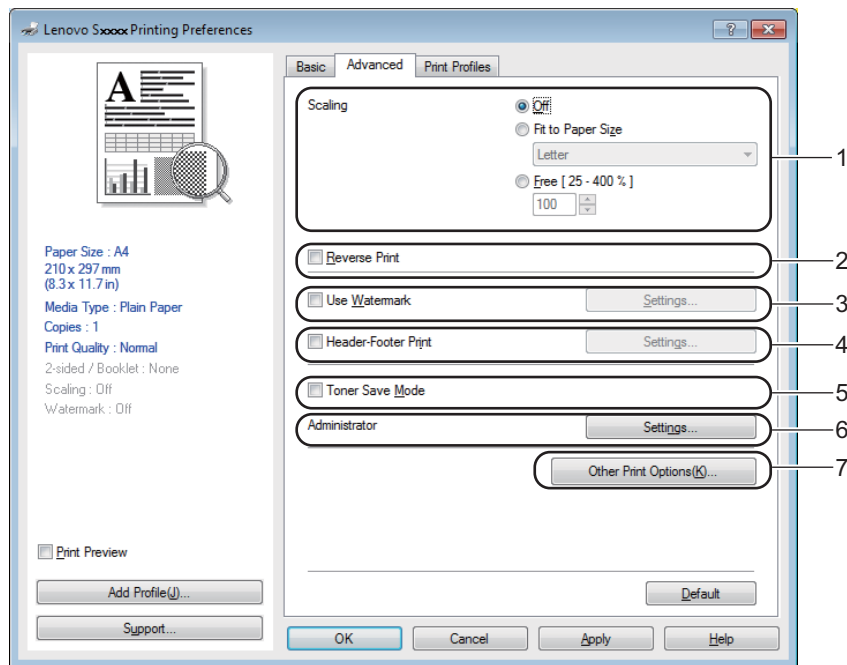 Lenovo Sxxxx Printing Preferences
Basic
Advanced
Print Profiles
A
Scaling
Off
Fit to Paper Size
Letter
Free [ 25 - 400 % ]
100
1
Paper Size : A4
210 x 297 mm
(8.3 x 11.7 in)
Media Type : Plain Paper
Copies : 1
Print Quality : Normal
2-sided / Booklet : None
Scaling : Off
Watermark : Off
Reverse Print
2
Use Watermark
Settings...
3
Header-Footer Print
Settings...
4
Toner Save Mode
5
Administrator
Settings...
6
Other Print Options(K)...
7
Print Preview
Add Profile(J)...
Support...
Default
OK
Cancel
Apply
Help